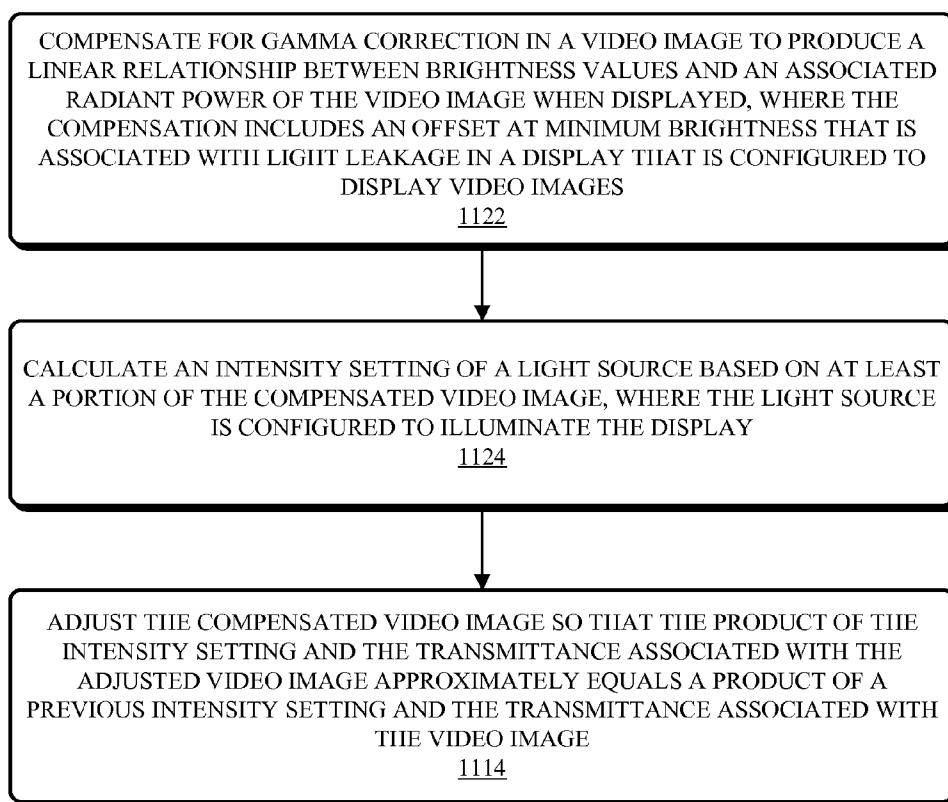 COMPENSATE FOR GAMMA CORRECTION IN A VIDEO IMAGE TO PRODUCE A
LINEAR RELATIONSHIP BETWEEN BRIGHTNESS VALUES AND AN ASSOCIATED
RADIANT POWER OF THE VIDEO IMAGE WHEN DISPLAYED, WHERE THE
COMPENSATION INCLUDES AN OFFSET AT MINIMUM BRIGHTNESS THAT IS
ASSOCIATED WITH LIGHT LEAKAGE IN A DISPLAY THAT IS CONFIGURED TO
DISPLAY VIDEO IMAGES
1122
CALCULATE AN INTENSITY SETTING OF A LIGHT SOURCE BASED ON AT LEAST
A PORTION OF THE COMPENSATED VIDEO IMAGE, WHERE THE LIGHT SOURCE
IS CONFIGURED TO ILLUMINATE THE DISPLAY
1124
ADJUST THE COMPENSATED VIDEO IMAGE SO THAT THE PRODUCT OF THE
INTENSITY SETTING AND THE TRANSMITTANCE ASSOCIATED WITH THE
ADJUSTED VIDEO IMAGE APPROXIMATELY EQUALS A PRODUCT OF A
PREVIOUS INTENSITY SETTING AND THE TRANSMITTANCE ASSOCIATED WITH
THE VIDEO IMAGE
1114